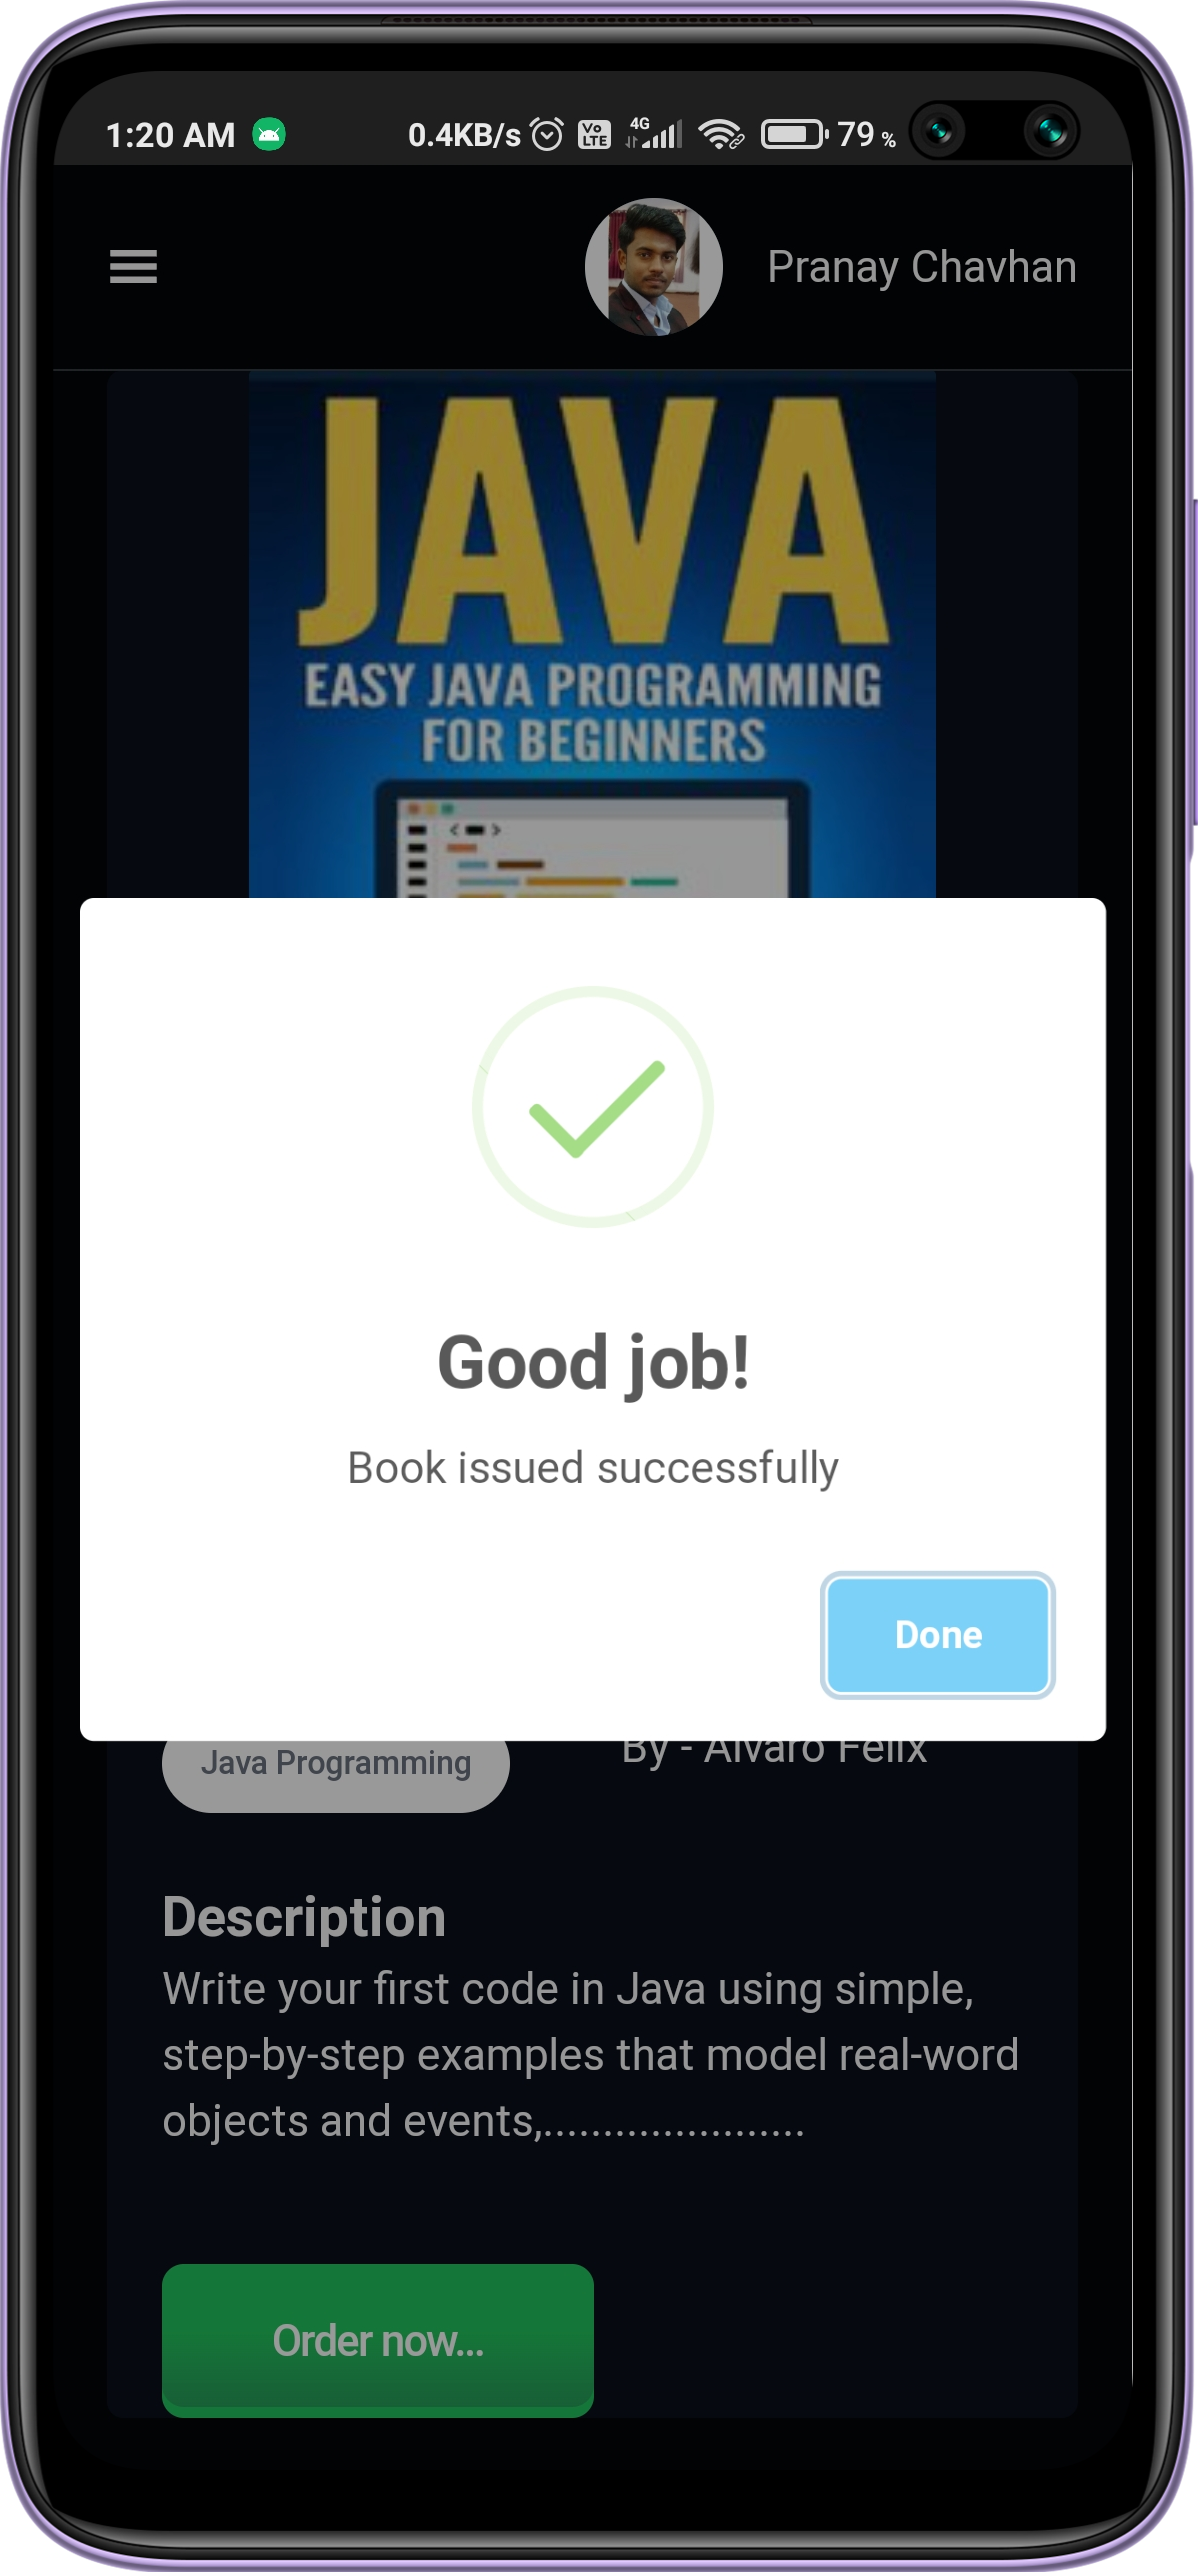 1:20 AM 0.4KB/s Vo LTE 4G 79 %
Pranay Chavhan
JAVA
EASY JAVA PROGRAMMING
FOR BEGINNERS
Good job!
Book issued successfully
Done
Java Programming By - Alvaro Felix
Description
Write your first code in Java using simple,
step-by-step examples that model real-word
objects and events,......................
Order now...